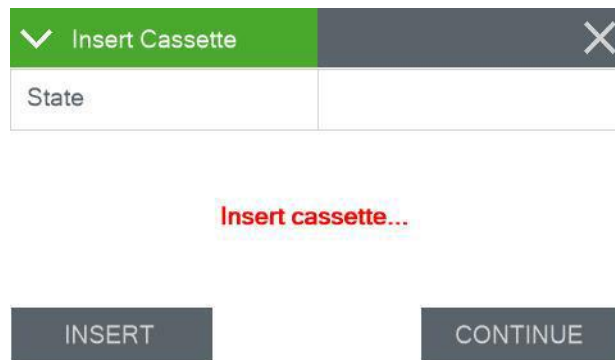 Insert Cassette
State
Insert cassette...
INSERT
CONTINUE